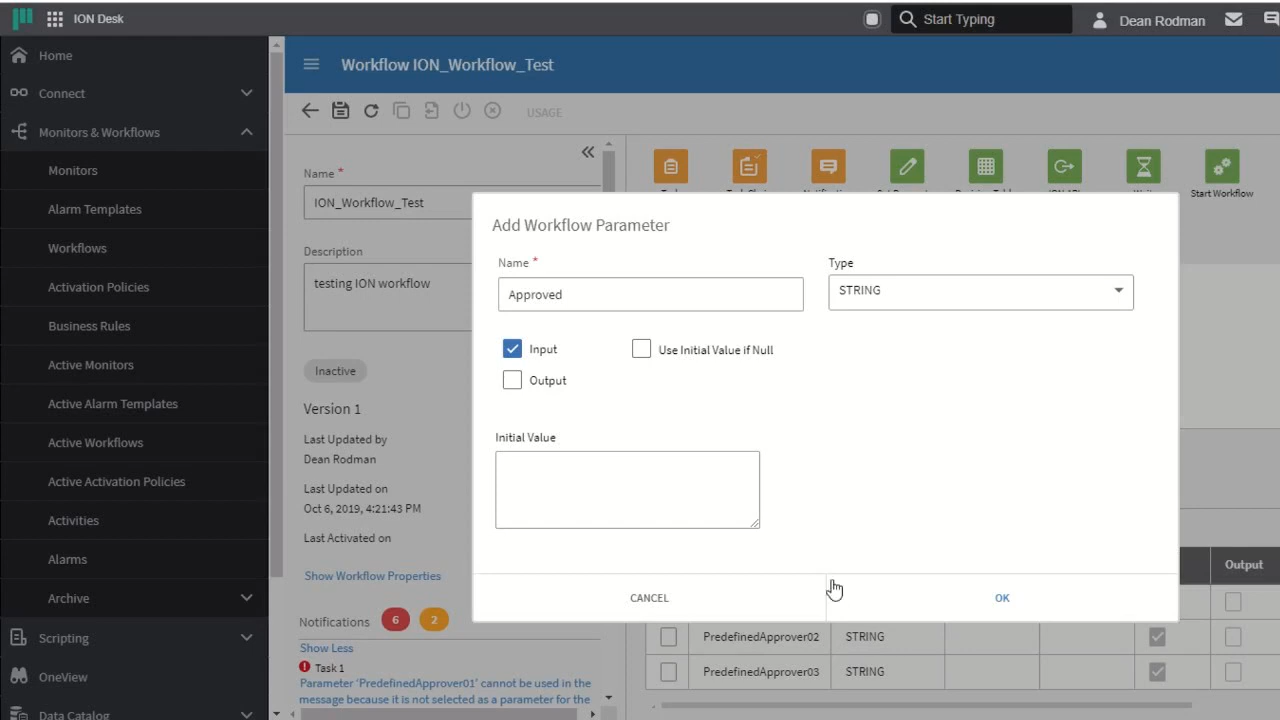 ION Desk
Start Typing
Dean Rodman
Home
Connect
Monitors & Workflows
Monitors
Alarm Templates
Workflows
Activation Policies
Business Rules
Active Monitors
Active Alarm Templates
Active Workflows
Active Activation Policies
Activities
Alarms
Archive
Scripting
OneView
Data Catalog
Workflow ION_Workflow_Test
USAGE
Name *
ION_Workflow_Test
Description
testing ION workflow
Inactive
Version 1
Last Updated by
Dean Rodman
Last Updated on
Oct 6, 2019, 4:21:43 PM
Last Activated on
Show Workflow Properties
Notifications 6 2
Show Less
Task 1
Parameter 'PredefinedApprover01' cannot be used in the
message because it is not selected as a parameter for the
Start Workflow
Add Workflow Parameter
Name *
Type
Approved
STRING
Input
Use Initial Value if Null
Output
Initial Value
CANCEL
OK
Output
PredefinedApprover02 STRING
PredefinedApprover03 STRING